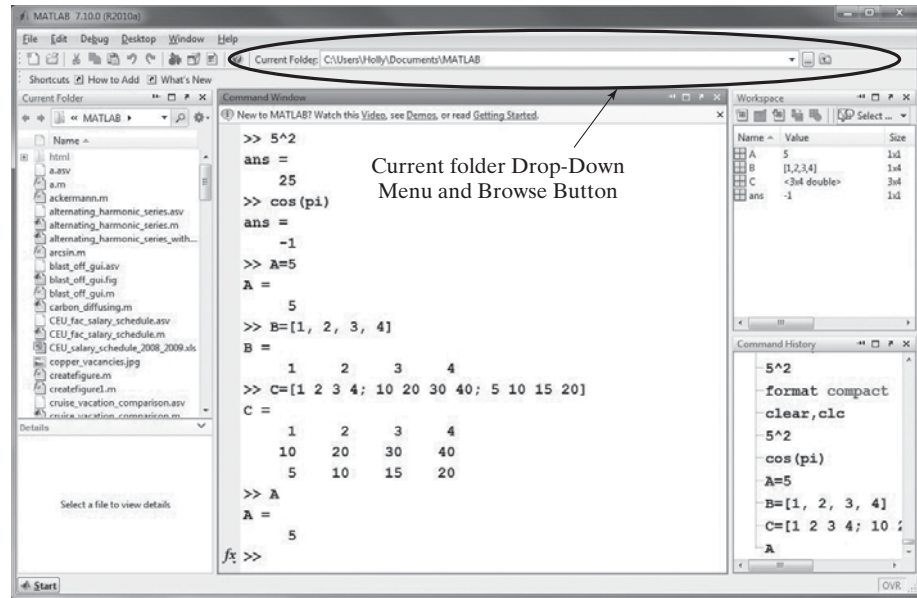 MATLAB 7.10.0 (R2010a)
File Edit Debug Desktop Window Help
Current Folder: C:\Users\Holly\Documents\MATLAB
Shortcuts How to Add What's New
Current Folder
« MATLAB
Name
html
a.asv
a.m
ackermann.m
alternating_harmonic_series.asv
alternating_harmonic_series.m
alternating_harmonic_series_with...
arcsin.m
blast_off_gui.asv
blast_off_gui.fig
blast_off_gui.m
carbon_diffusing.m
CEU_fac_salary_schedule.asv
CEU_fac_salary_schedule.m
CEU_salary_schedule_2008_2009.xls
copper_vacancies.jpg
createfigure.m
createfigure1.m
cruise_vacation_comparison.asv
cruise_vacation_comparison.m
Details
Select a file to view details
Command Window
New to MATLAB? Watch this Video, see Demos, or read Getting Started.
>> 5^2
ans =
25
>> cos(pi)
ans =
-1
>> A=5
A =
5
>> B=[1, 2, 3, 4]
B =
1 2 3 4
>> C=[1 2 3 4; 10 20 30 40; 5 10 15 20]
C =
1 2 3 4
10 20 30 40
5 10 15 20
>> A
A =
5
fx >>
Current folder Drop-Down
Menu and Browse Button
Workspace
Select ...
Name Value Size
A 5 1x1
B [1,2,3,4] 1x4
C <3x4 double> 3x4
ans -1 1x1
Command History
5^2
format compact
clear,clc
5^2
cos(pi)
A=5
B=[1, 2, 3, 4]
C=[1 2 3 4; 10 2
A
Start
OVR